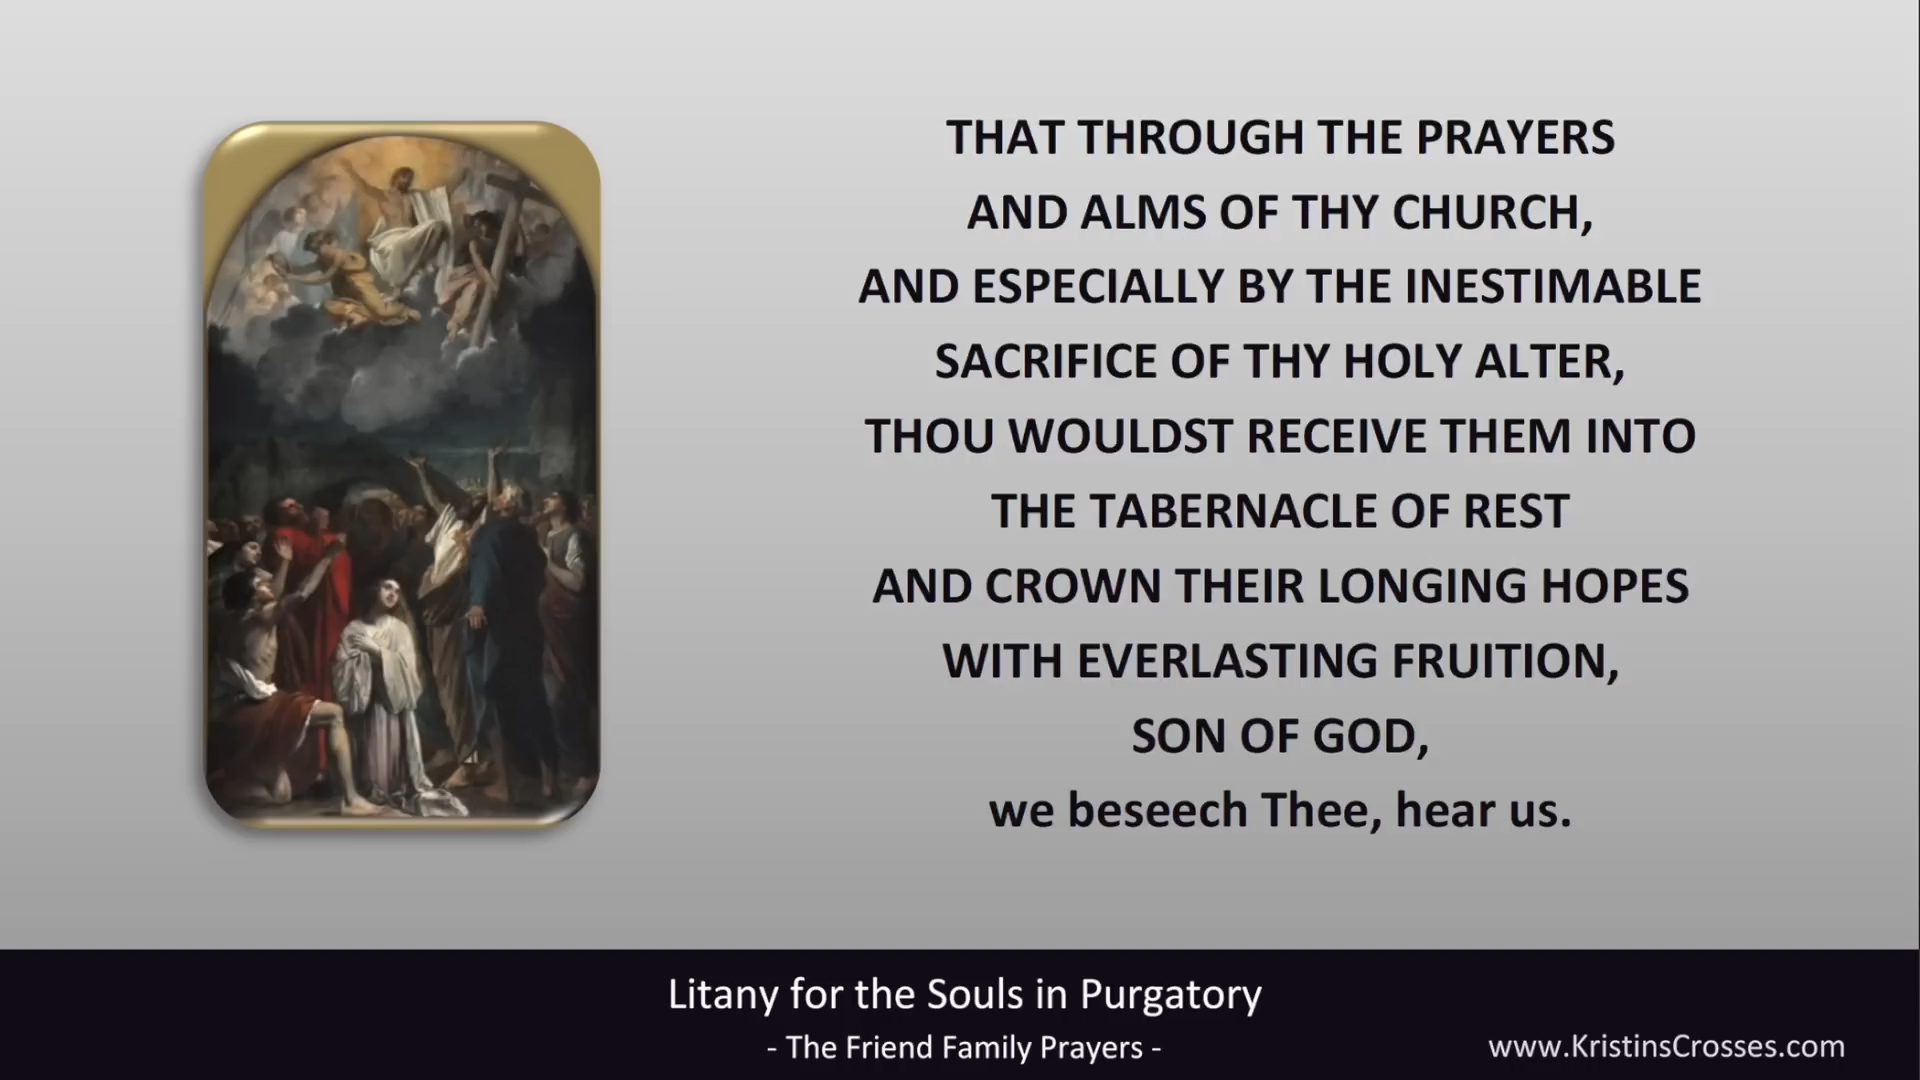 THAT THROUGH THE PRAYERS
AND ALMS OF THY CHURCH,
AND ESPECIALLY BY THE INESTIMABLE
SACRIFICE OF THY HOLY ALTER,
THOU WOULDST RECEIVE THEM INTO
THE TABERNACLE OF REST
AND CROWN THEIR LONGING HOPES
WITH EVERLASTING FRUITION,
SON OF GOD,
we beseech Thee, hear us.
Litany for the Souls in Purgatory
- The Friend Family Prayers -
www.KristinsCrosses.com